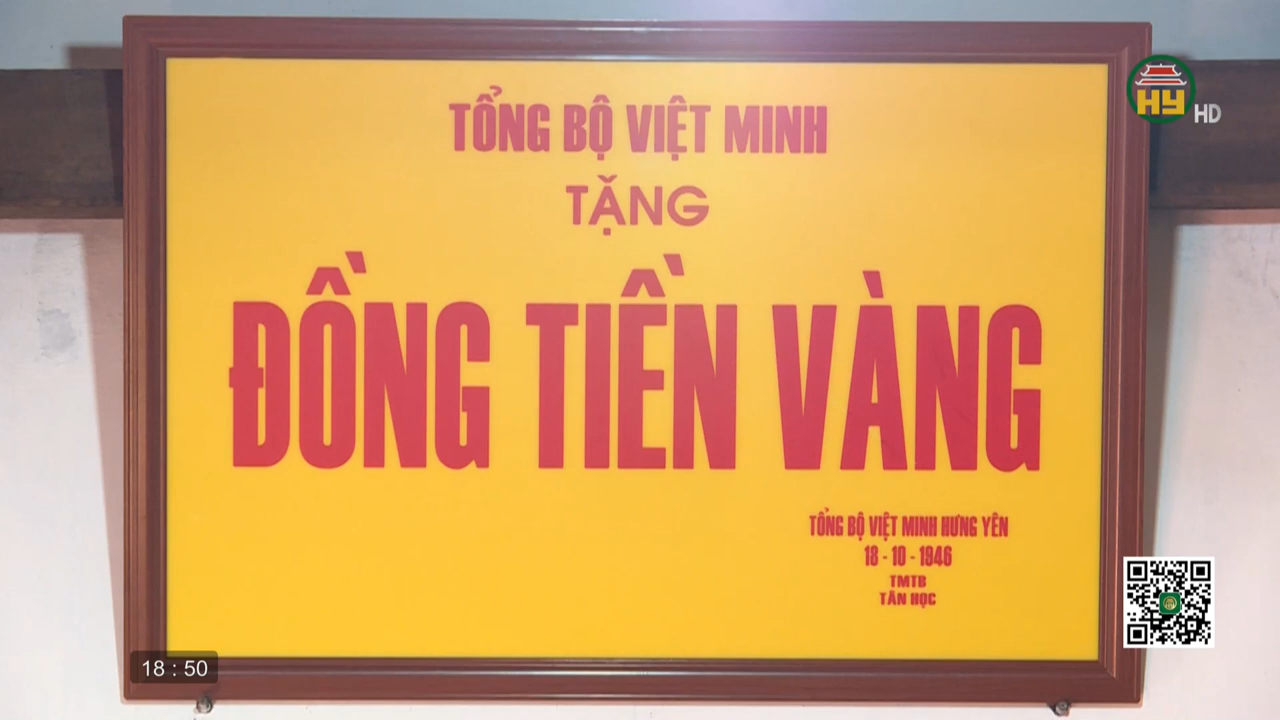 TỔNG BỘ VIỆT MINH
TẶNG
ĐỒNG TIỀN VÀNG
TỔNG BỘ VIỆT MINH HƯNG YÊN
18 - 10 - 1946
TMTB
TÂN HỌC
HY HD
18 : 50